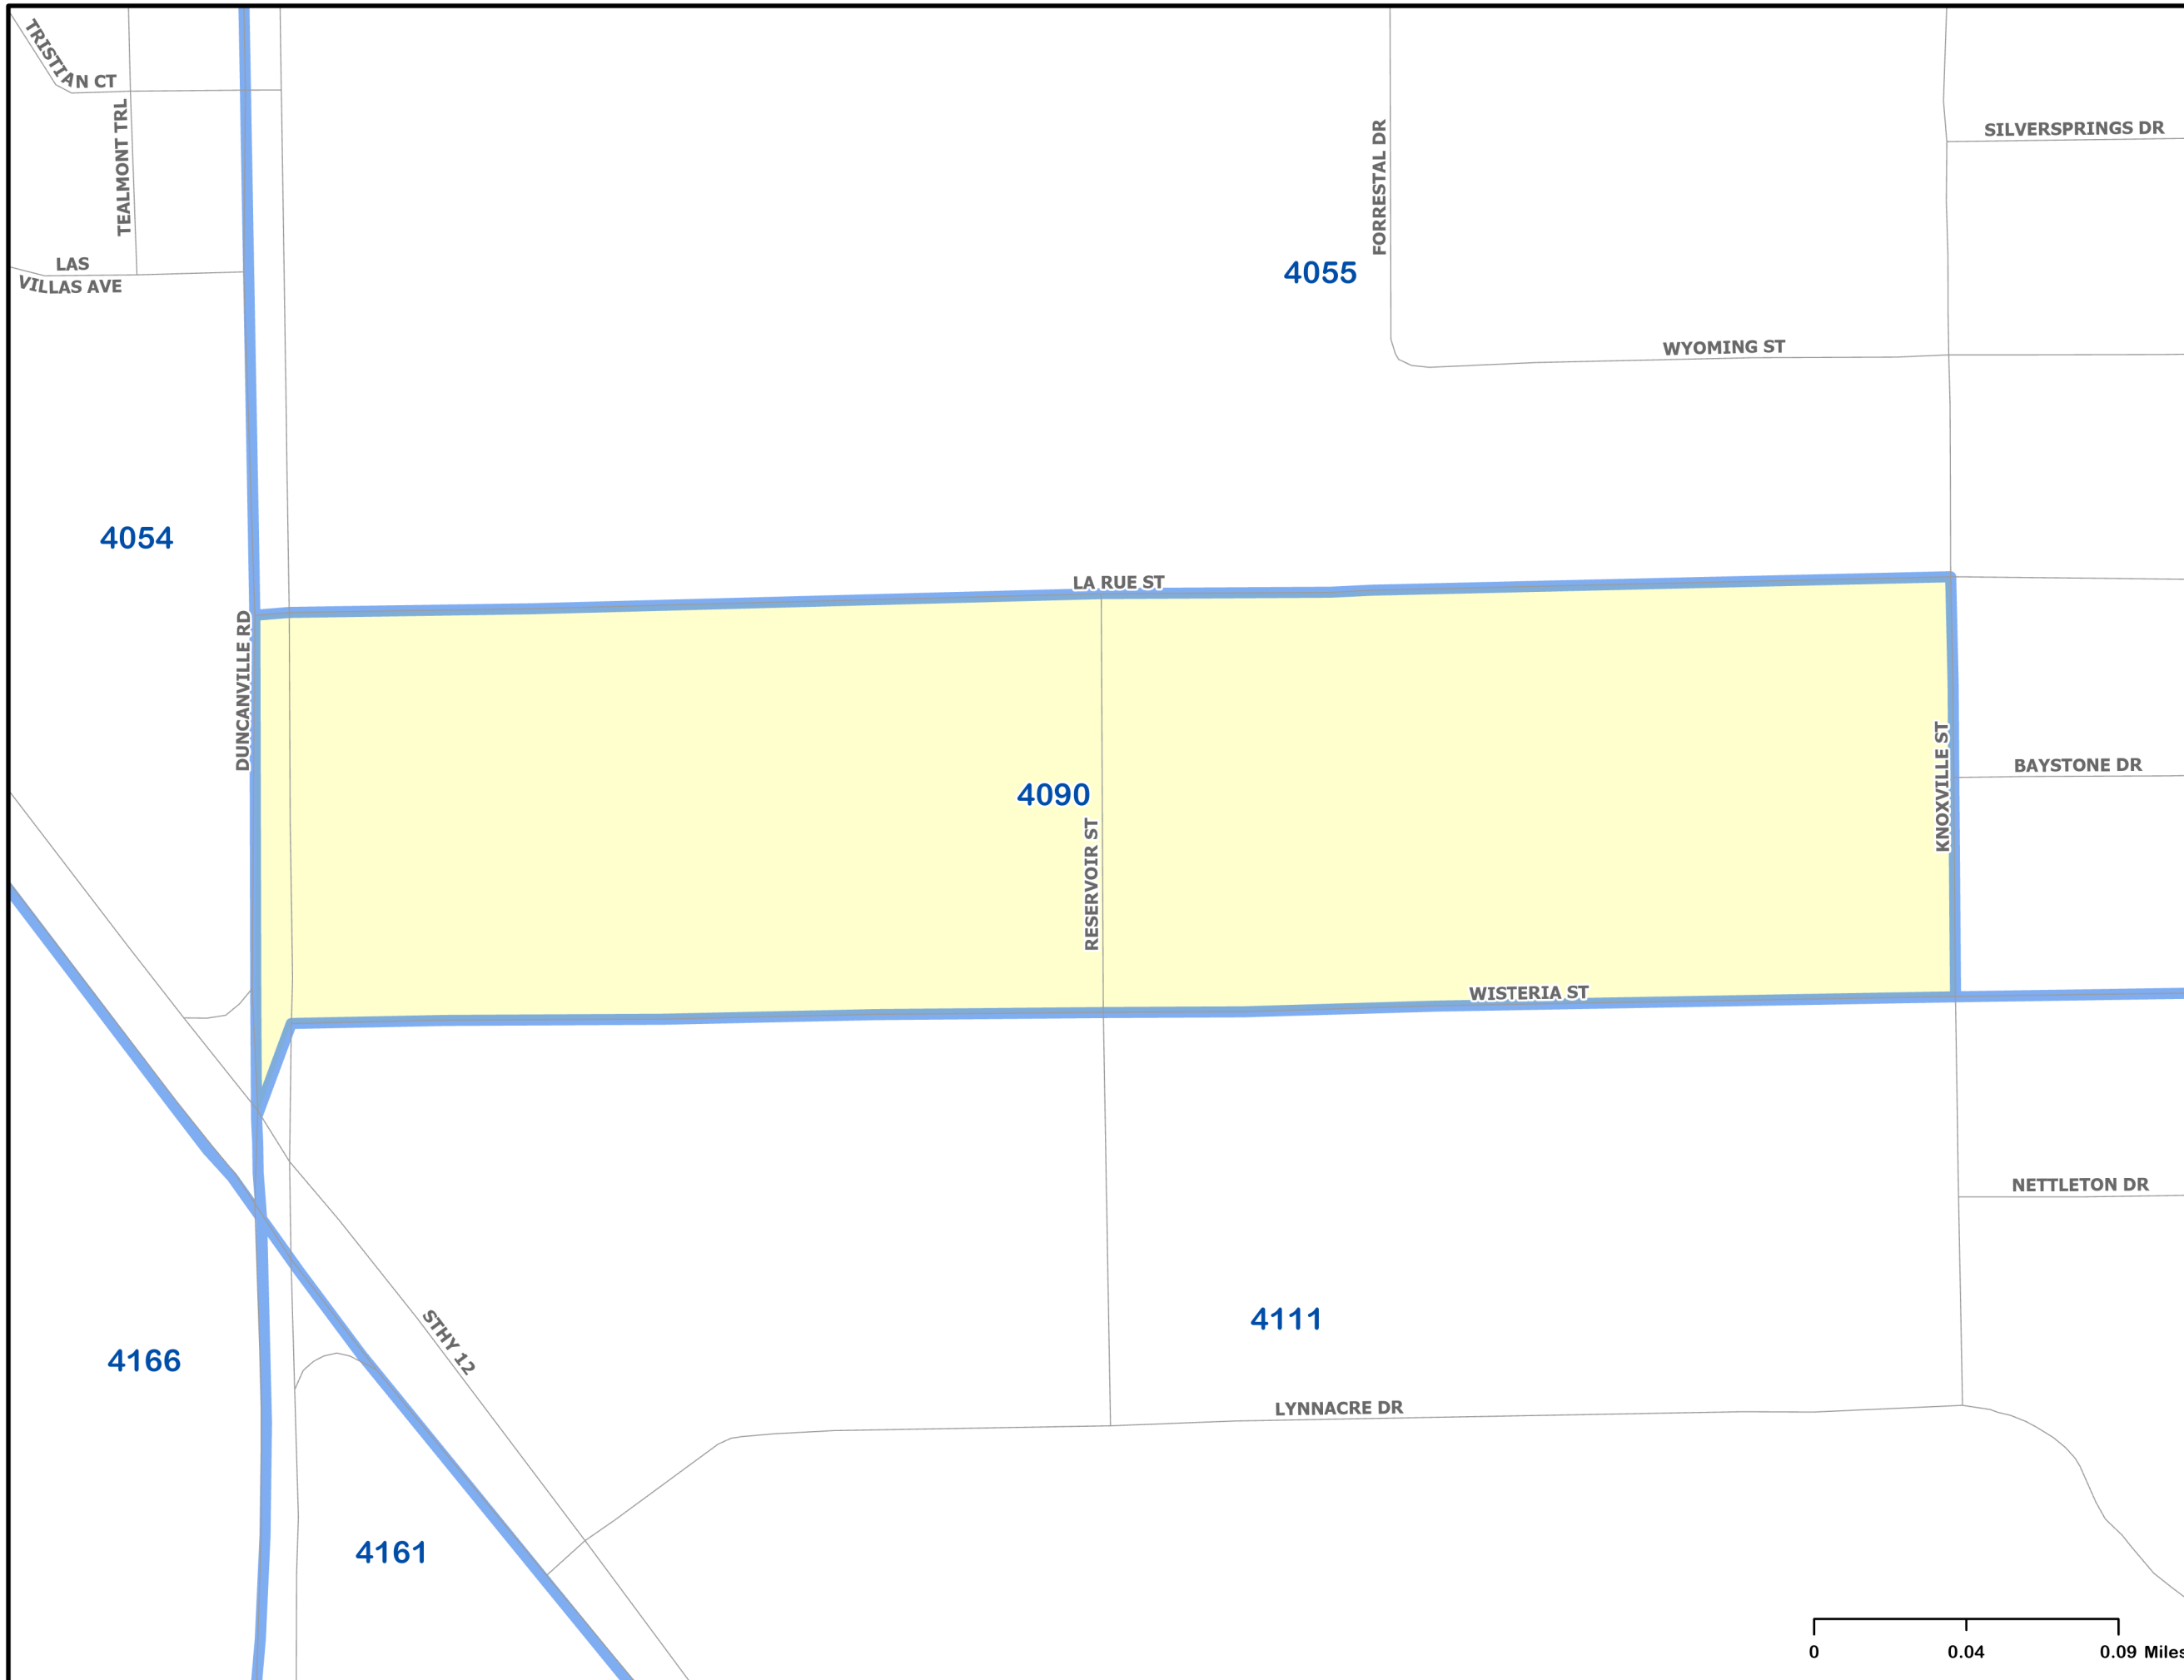 TRISTIAN CT
TEALMONT TRL
LAS
VILLAS AVE
FORRESTAL DR
SILVERSPRINGS DR
4055
WYOMING ST
4054
LA RUE ST
DUNCANVILLE RD
4090
RESERVOIR ST
KNOXVILLE ST
BAYSTONE DR
WISTERIA ST
NETTLETON DR
4111
STHY 12
4166
LYNNACRE DR
4161
0 0.04 0.09 Miles